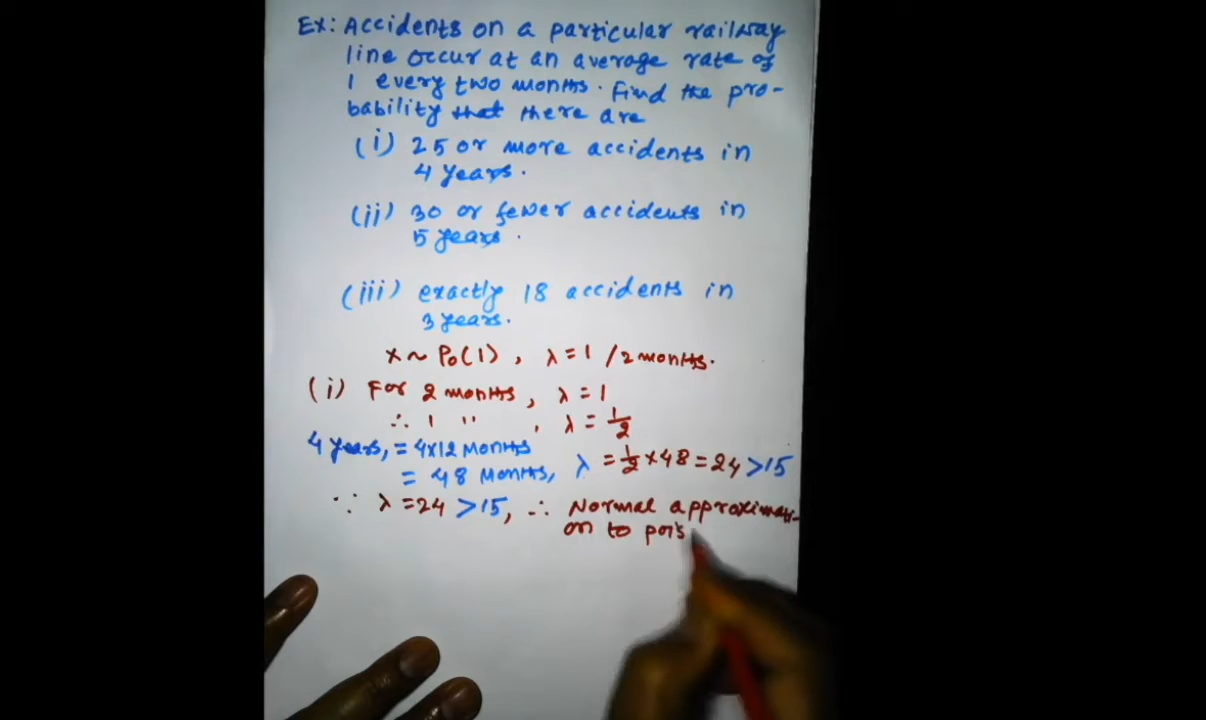 Ex: Accidents on a particular railway
line occur at an average rate of
1 every two months. Find the pro-
bability that there are
(i) 25 or more accidents in
4 years.
(ii) 30 or fewer accidents in
5 years.
(iii) exactly 18 accidents in
3 years.
X ~ Po(1), λ = 1 / 2 months.
(i) For 2 months, λ = 1
∴ 1 ", λ = 1/2
4 years, = 4x12 Months
= 48 Months, λ = 1/2 x 48 = 24 > 15
∵ λ = 24 > 15, ∴ Normal approximati-
on to pois